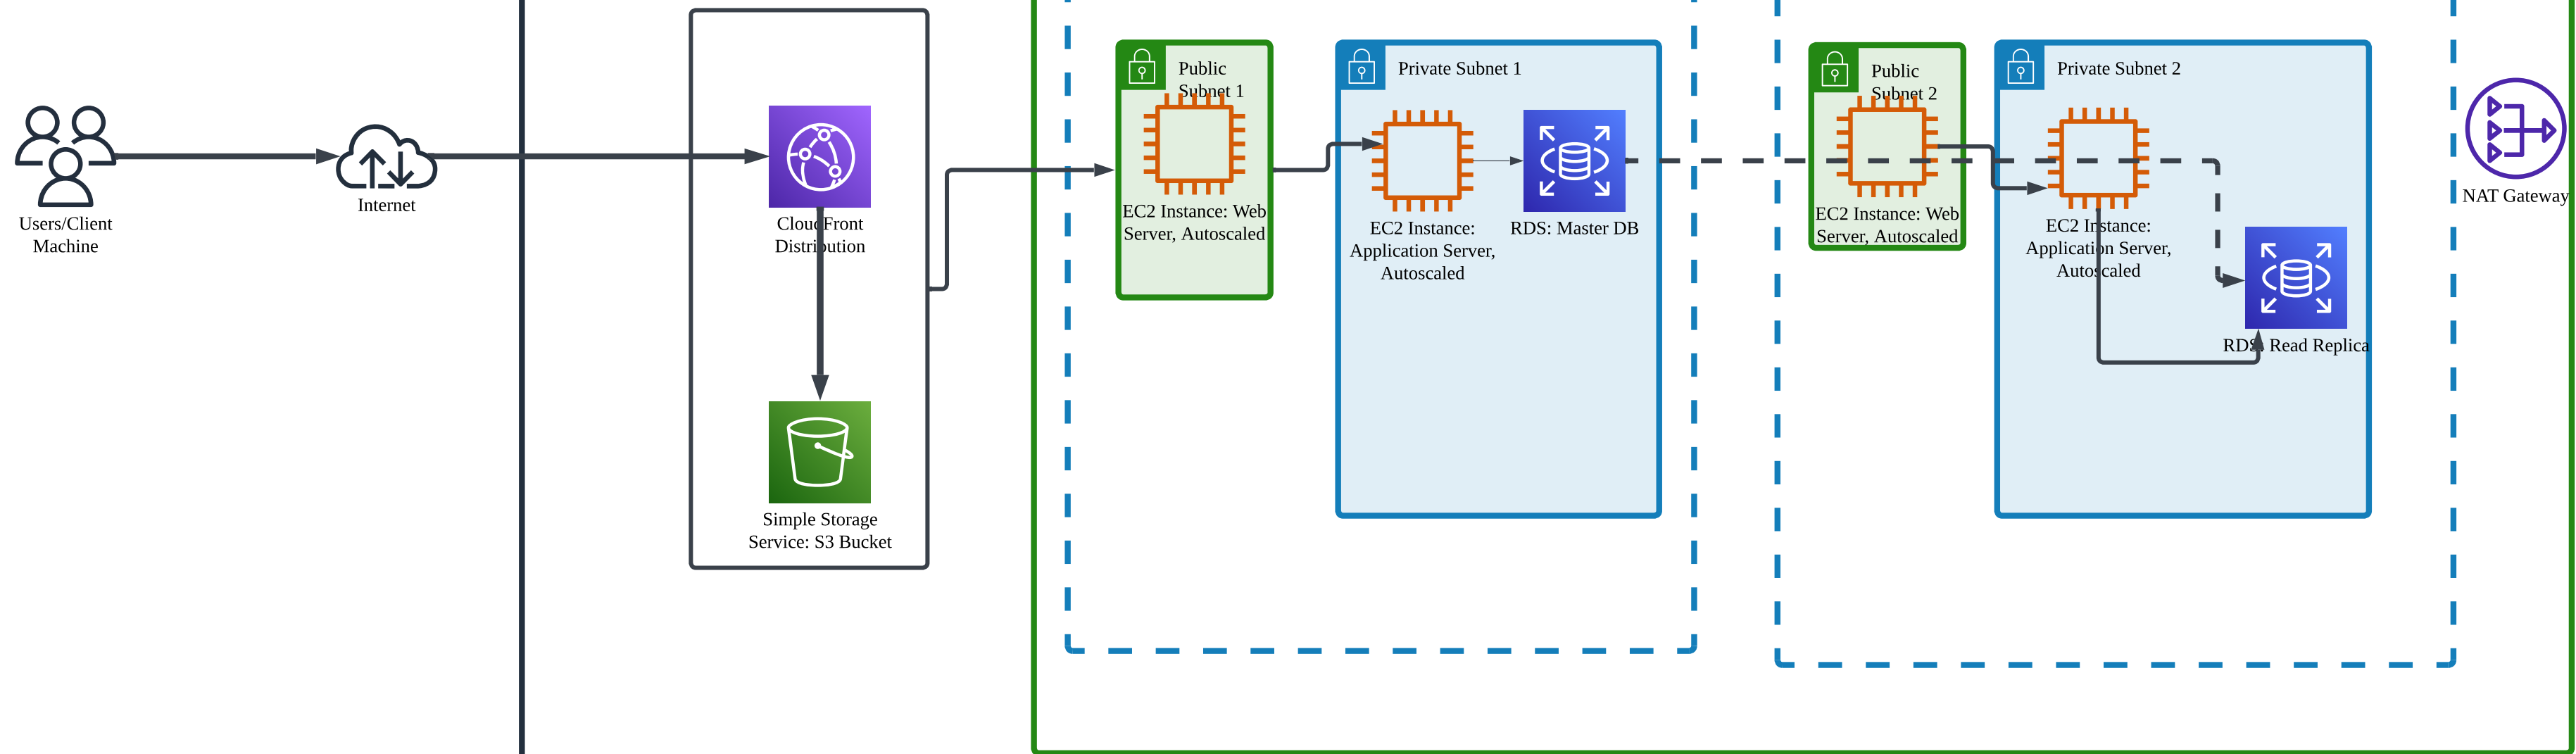 Users/Client
Machine
Internet
CloudFront
Distribution
Simple Storage
Service: S3 Bucket
Public
Subnet 1
EC2 Instance: Web
Server, Autoscaled
Private Subnet 1
EC2 Instance:
Application Server,
Autoscaled
RDS: Master DB
Public
Subnet 2
EC2 Instance: Web
Server, Autoscaled
Private Subnet 2
EC2 Instance:
Application Server,
Autoscaled
RDS: Read Replica
NAT Gateway